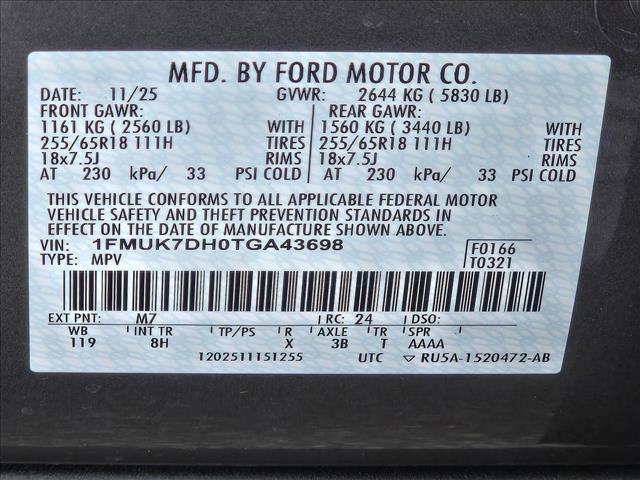 MFD. BY FORD MOTOR CO.
DATE: 11/25 GVWR: 2644 KG ( 5830 LB)
FRONT GAWR: REAR GAWR:
1161 KG ( 2560 LB) WITH 1560 KG ( 3440 LB) WITH
255/65R18 111H TIRES 255/65R18 111H TIRES
18x7.5J RIMS 18x7.5J RIMS
AT 230 kPa/ 33 PSI COLD AT 230 kPa/ 33 PSI COLD
THIS VEHICLE CONFORMS TO ALL APPLICABLE FEDERAL MOTOR
VEHICLE SAFETY AND THEFT PREVENTION STANDARDS IN
EFFECT ON THE DATE OF MANUFACTURE SHOWN ABOVE.
VIN: 1FMUK7DH0TGA43698 F0166
TYPE: MPV T0321
EXT PNT: M7 RC: 24 DSO:
WB INT TR TP/PS R AXLE TR SPR
119 8H X 3B T AAAA
1202511151255 UTC ▽ RU5A-1520472-AB